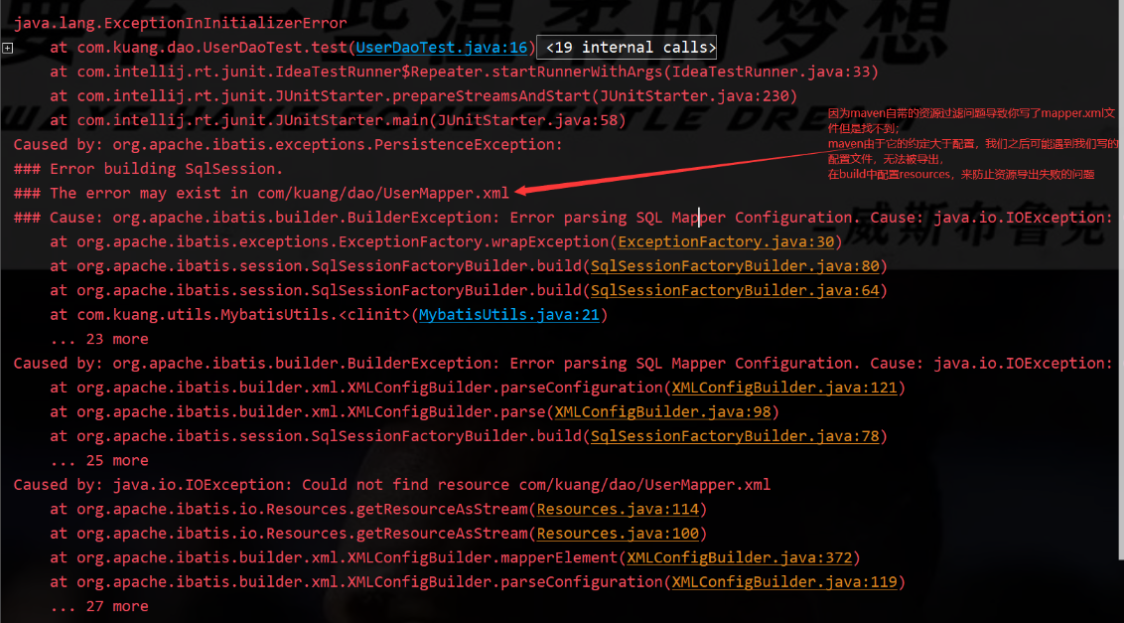 要有一些温柔的梦想
java.lang.ExceptionInInitializerError
at com.kuang.dao.UserDaoTest.test(UserDaoTest.java:16) <19 internal calls>
at com.intellij.rt.junit.IdeaTestRunner$Repeater.startRunnerWithArgs(IdeaTestRunner.java:33)
at com.intellij.rt.junit.JUnitStarter.prepareStreamsAndStart(JUnitStarter.java:230)
at com.intellij.rt.junit.JUnitStarter.main(JUnitStarter.java:58)
因为maven自带的资源过滤问题导致你写了mapper.xml文
件但是找不到;
maven由于它的约定大于配置，我们之后可能遇到我们写的
配置文件，无法被导出，
在build中配置resources，来防止资源导出失败的问题
Caused by: org.apache.ibatis.exceptions.PersistenceException:
### Error building SqlSession.
### The error may exist in com/kuang/dao/UserMapper.xml
### Cause: org.apache.ibatis.builder.BuilderException: Error parsing SQL Mapper Configuration. Cause: java.io.IOException:
=威斯布鲁克
at org.apache.ibatis.exceptions.ExceptionFactory.wrapException(ExceptionFactory.java:30)
at org.apache.ibatis.session.SqlSessionFactoryBuilder.build(SqlSessionFactoryBuilder.java:80)
at org.apache.ibatis.session.SqlSessionFactoryBuilder.build(SqlSessionFactoryBuilder.java:64)
at com.kuang.utils.MybatisUtils.<clinit>(MybatisUtils.java:21)
... 23 more
Caused by: org.apache.ibatis.builder.BuilderException: Error parsing SQL Mapper Configuration. Cause: java.io.IOException:
at org.apache.ibatis.builder.xml.XMLConfigBuilder.parseConfiguration(XMLConfigBuilder.java:121)
at org.apache.ibatis.builder.xml.XMLConfigBuilder.parse(XMLConfigBuilder.java:98)
at org.apache.ibatis.session.SqlSessionFactoryBuilder.build(SqlSessionFactoryBuilder.java:78)
... 25 more
Caused by: java.io.IOException: Could not find resource com/kuang/dao/UserMapper.xml
at org.apache.ibatis.io.Resources.getResourceAsStream(Resources.java:114)
at org.apache.ibatis.io.Resources.getResourceAsStream(Resources.java:100)
at org.apache.ibatis.builder.xml.XMLConfigBuilder.mapperElement(XMLConfigBuilder.java:372)
at org.apache.ibatis.builder.xml.XMLConfigBuilder.parseConfiguration(XMLConfigBuilder.java:119)
... 27 more